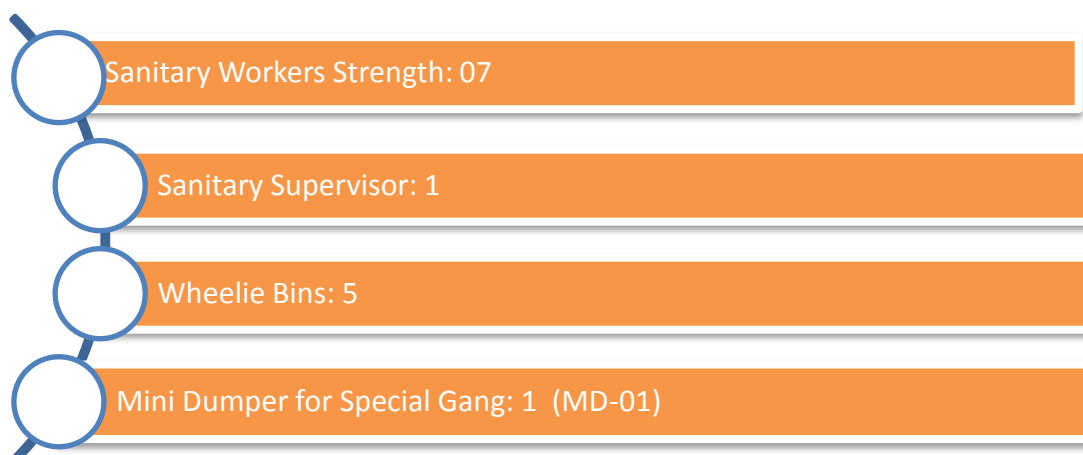 Sanitary Workers Strength: 07
Sanitary Supervisor: 1
Wheelie Bins: 5
Mini Dumper for Special Gang: 1 (MD-01)